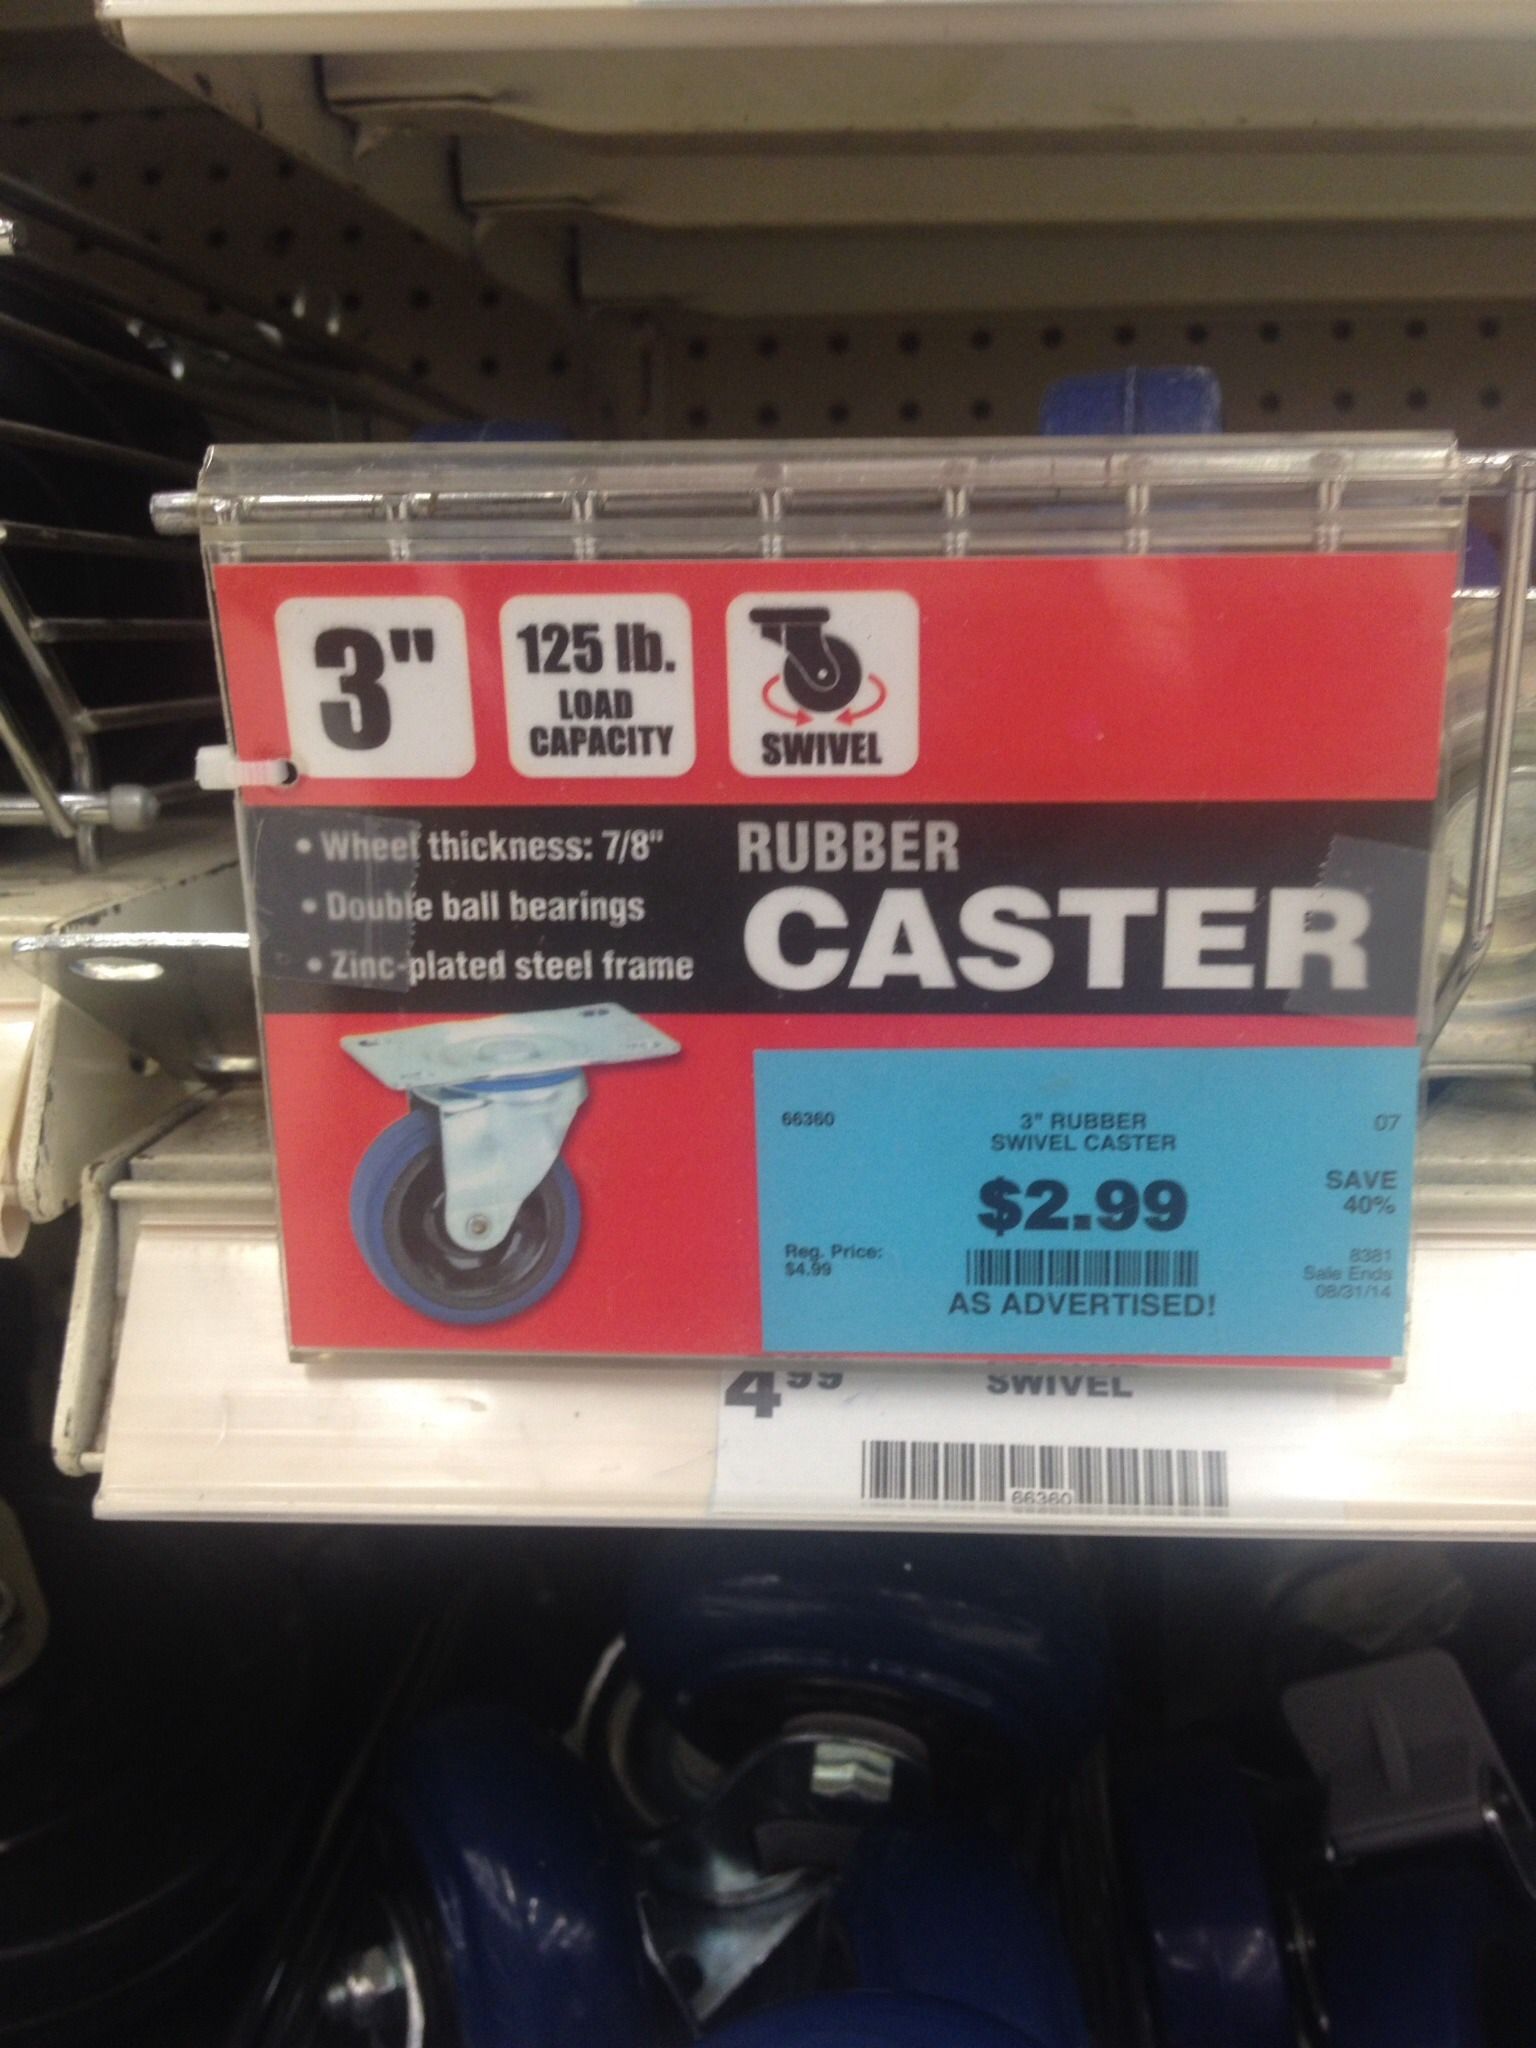 3"
125 lb.
LOAD
CAPACITY
SWIVEL
• Wheel thickness: 7/8"
• Double ball bearings
• Zinc-plated steel frame
RUBBER
CASTER
66360
3" RUBBER
SWIVEL CASTER
07
$2.99
SAVE
40%
Reg. Price:
$4.99
AS ADVERTISED!
8381
Sale Ends
08/31/14
4 99
SWIVEL
66360